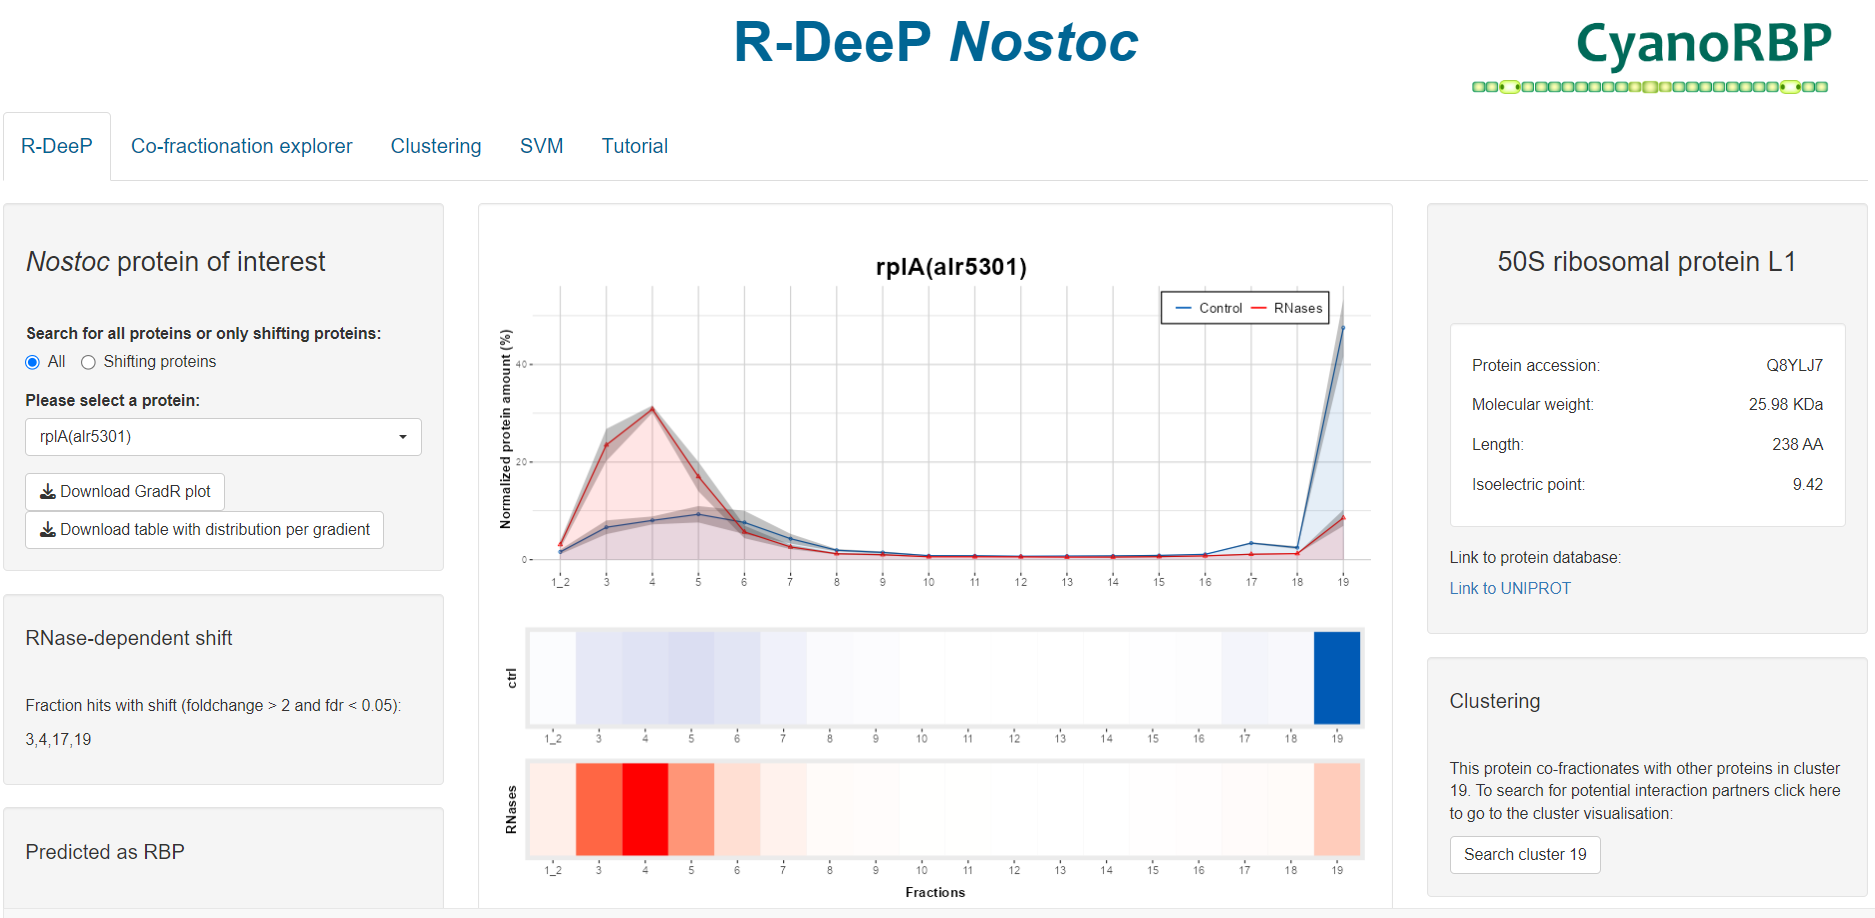 R-DeeP Nostoc
CyanoRBP
R-DeeP
Co-fractionation explorer
Clustering
SVM
Tutorial
Nostoc protein of interest
Search for all proteins or only shifting proteins:
All
Shifting proteins
Please select a protein:
rplA(alr5301)
Download GradR plot
Download table with distribution per gradient
RNase-dependent shift
Fraction hits with shift (foldchange > 2 and fdr < 0.05):
3,4,17,19
Predicted as RBP
rplA(alr5301)
Control
RNases
Normalized protein amount (%)
40
20
0
1_2 3 4 5 6 7 8 9 10 11 12 13 14 15 16 17 18 19
ctrl
1_2 3 4 5 6 7 8 9 10 11 12 13 14 15 16 17 18 19
RNases
1_2 3 4 5 6 7 8 9 10 11 12 13 14 15 16 17 18 19
Fractions
50S ribosomal protein L1
Protein accession: Q8YLJ7
Molecular weight: 25.98 KDa
Length: 238 AA
Isoelectric point: 9.42
Link to protein database:
Link to UNIPROT
Clustering
This protein co-fractionates with other proteins in cluster
19. To search for potential interaction partners click here
to go to the cluster visualisation:
Search cluster 19